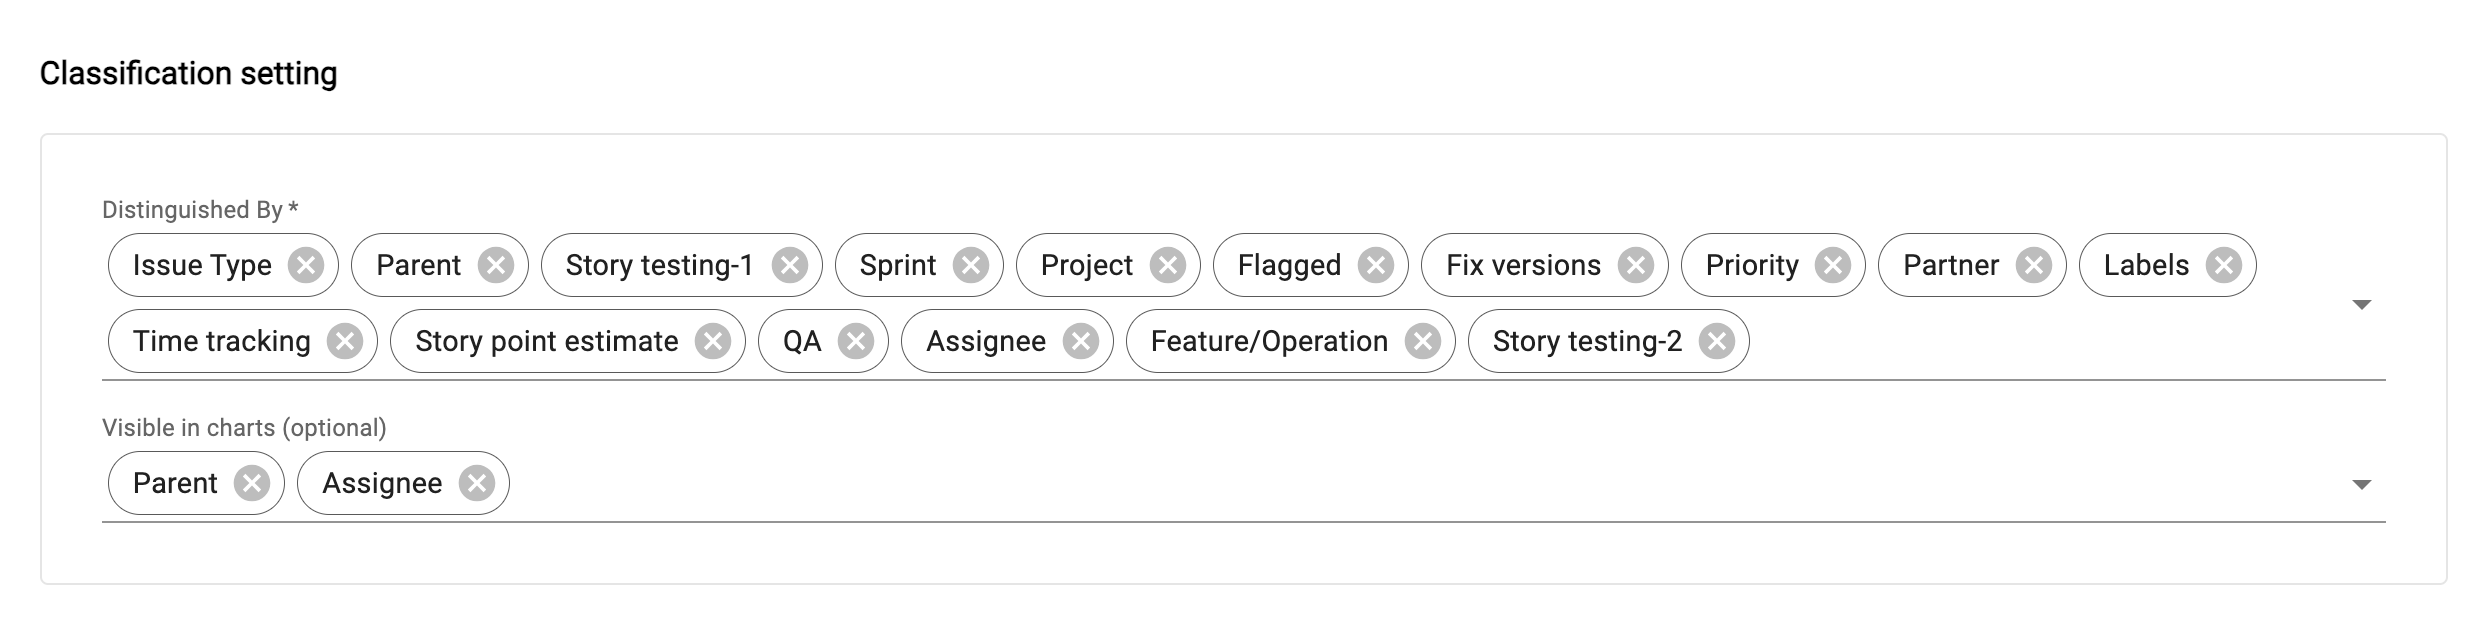 Classification setting
Distinguished By *
Issue Type Parent Story testing-1 Sprint Project Flagged Fix versions Priority Partner Labels
Time tracking Story point estimate QA Assignee Feature/Operation Story testing-2
Visible in charts (optional)
Parent Assignee